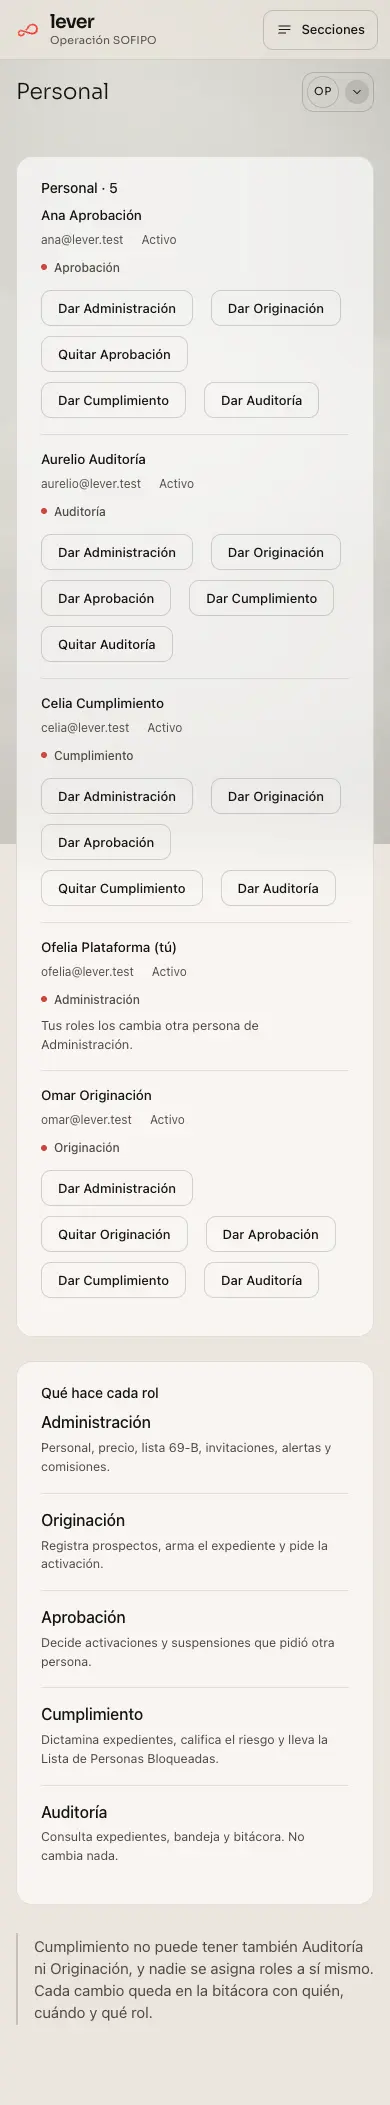 lever
Operación SOFIPO
Secciones
Personal
OP
Personal · 5
Ana Aprobación
ana@lever.test Activo
Aprobación
Dar Administración
Dar Originación
Quitar Aprobación
Dar Cumplimiento
Dar Auditoría
Aurelio Auditoría
aurelio@lever.test Activo
Auditoría
Dar Administración
Dar Originación
Dar Aprobación
Dar Cumplimiento
Quitar Auditoría
Celia Cumplimiento
celia@lever.test Activo
Cumplimiento
Dar Administración
Dar Originación
Dar Aprobación
Quitar Cumplimiento
Dar Auditoría
Ofelia Plataforma (tú)
ofelia@lever.test Activo
Administración
Tus roles los cambia otra persona de
Administración.
Omar Originación
omar@lever.test Activo
Originación
Dar Administración
Quitar Originación
Dar Aprobación
Dar Cumplimiento
Dar Auditoría
Qué hace cada rol
Administración
Personal, precio, lista 69-B, invitaciones, alertas y
comisiones.
Originación
Registra prospectos, arma el expediente y pide la
activación.
Aprobación
Decide activaciones y suspensiones que pidió otra
persona.
Cumplimiento
Dictamina expedientes, califica el riesgo y lleva la
Lista de Personas Bloqueadas.
Auditoría
Consulta expedientes, bandeja y bitácora. No
cambia nada.
Cumplimiento no puede tener también Auditoría
ni Originación, y nadie se asigna roles a sí mismo.
Cada cambio queda en la bitácora con quién,
cuándo y qué rol.